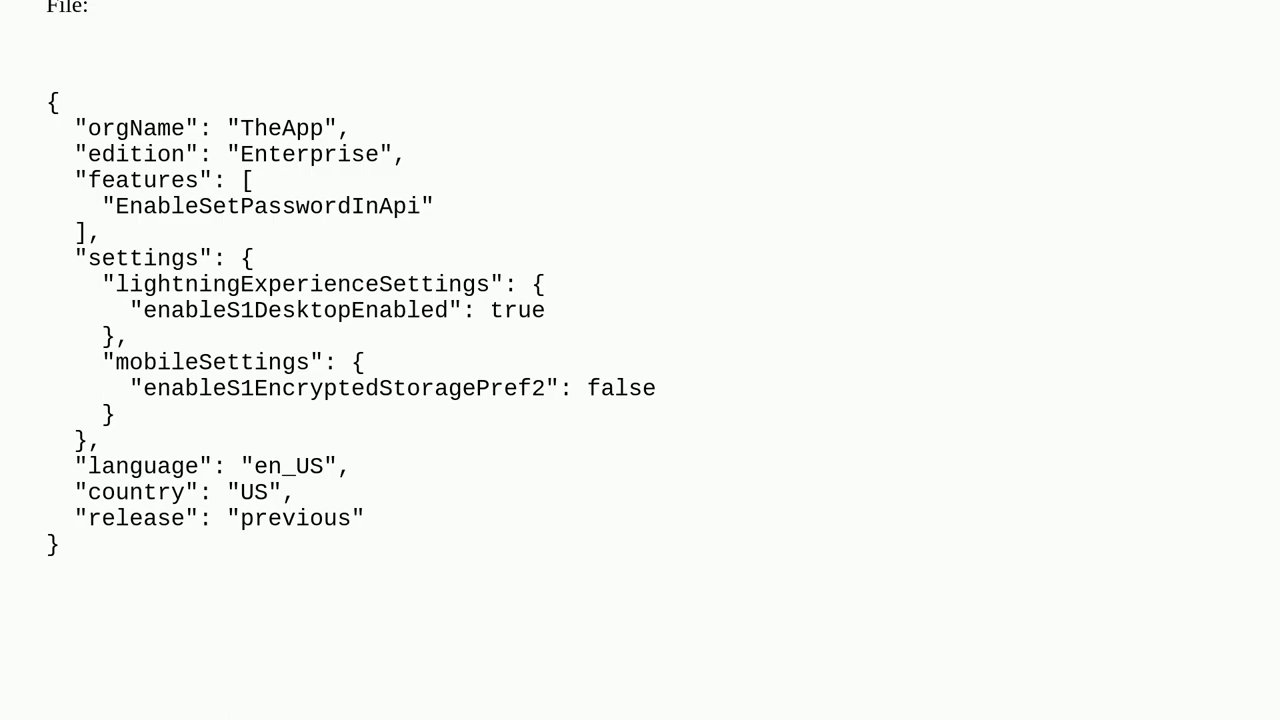 File:
{
  "orgName": "TheApp",
  "edition": "Enterprise",
  "features": [
    "EnableSetPasswordInApi"
  ],
  "settings": {
    "lightningExperienceSettings": {
      "enableS1DesktopEnabled": true
    },
    "mobileSettings": {
      "enableS1EncryptedStoragePref2": false
    }
  },
  "language": "en_US",
  "country": "US",
  "release": "previous"
}